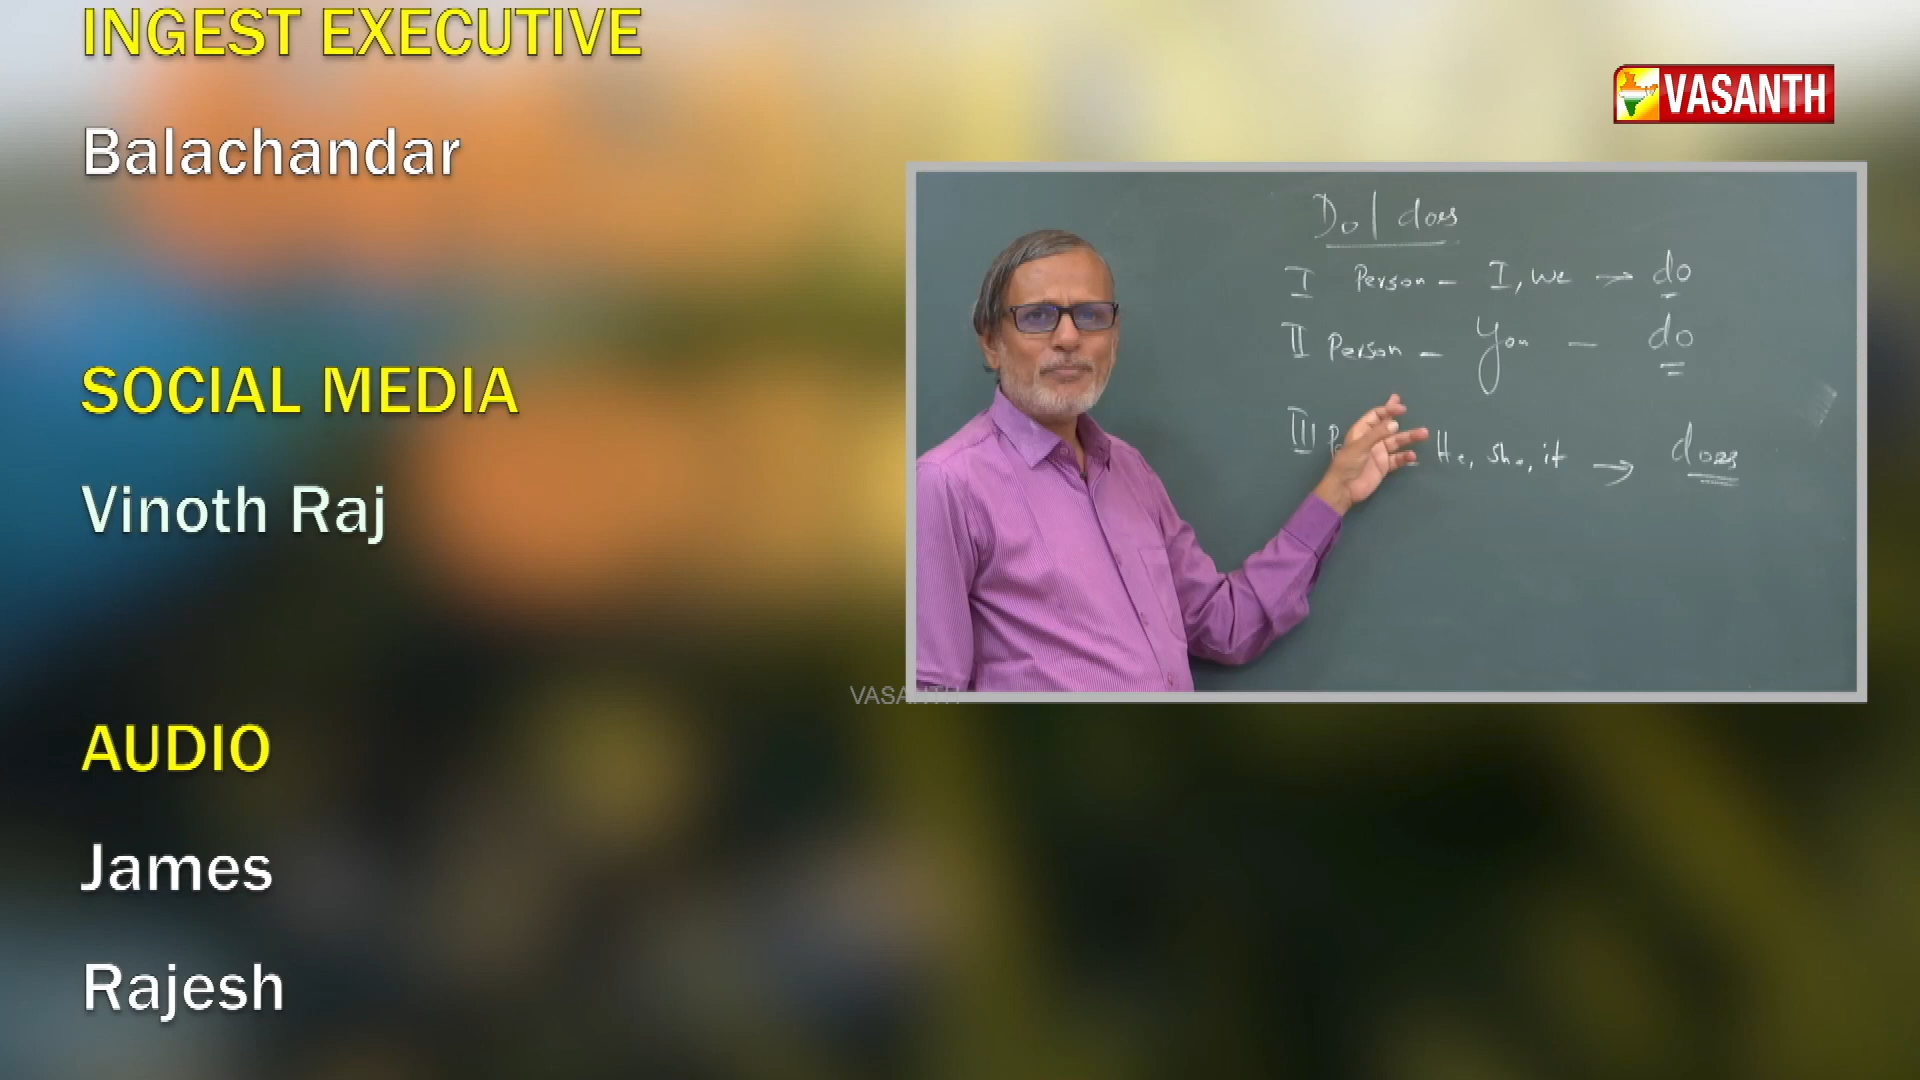 INGEST EXECUTIVE
Balachandar
SOCIAL MEDIA
Vinoth Raj
AUDIO
James
Rajesh
VASANTH
Do / does
I Person - I, we → do
II Person - You - do
III He, she, it → does
VASANTH